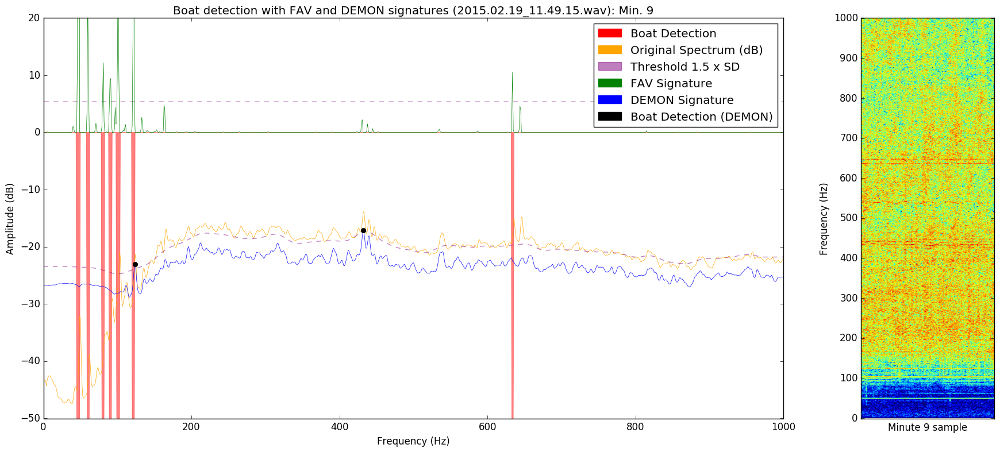 Boat detection with FAV and DEMON signatures (2015.02.19_11.49.15.wav): Min. 9
Boat Detection
Original Spectrum (dB)
Threshold 1.5 x SD
FAV Signature
DEMON Signature
Boat Detection (DEMON)
Amplitude (dB)
20
10
0
−10
−20
−30
−40
−50
0
200
400
600
800
1000
Frequency (Hz)
Frequency (Hz)
1000
900
800
700
600
500
400
300
200
100
0
Minute 9 sample